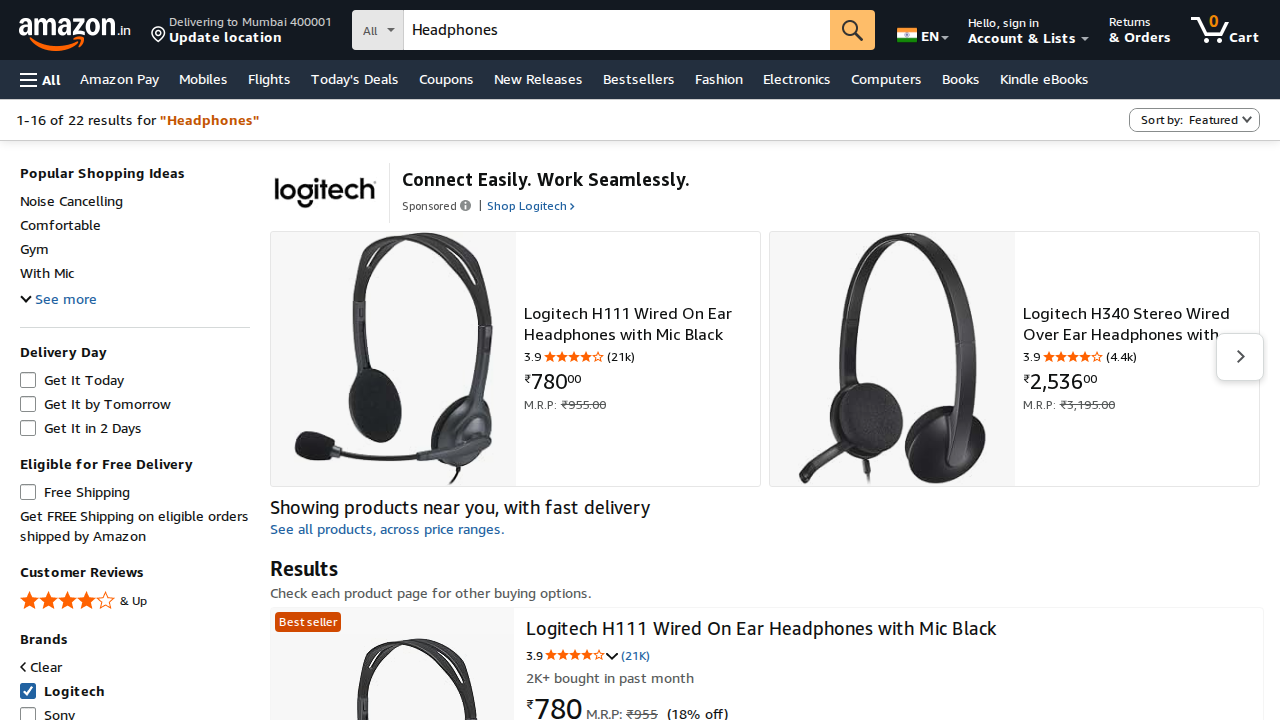 amazon.in
Delivering to Mumbai 400001
Update location
All
Headphones
EN
Hello, sign in
Account & Lists
Returns
& Orders
0
Cart
All
Amazon Pay
Mobiles
Flights
Today's Deals
Coupons
New Releases
Bestsellers
Fashion
Electronics
Computers
Books
Kindle eBooks
1-16 of 22 results for "Headphones"
Sort by: Featured
Popular Shopping Ideas
Noise Cancelling
Comfortable
Gym
With Mic
See more
Delivery Day
Get It Today
Get It by Tomorrow
Get It in 2 Days
Eligible for Free Delivery
Free Shipping
Get FREE Shipping on eligible orders
shipped by Amazon
Customer Reviews
& Up
Brands
Clear
Logitech
Sony
logitech
Connect Easily. Work Seamlessly.
Sponsored | Shop Logitech
Logitech H111 Wired On Ear
Headphones with Mic Black
3.9 (21k)
₹78000
M.R.P: ₹955.00
Logitech H340 Stereo Wired
Over Ear Headphones with
3.9 (4.4k)
₹2,53600
M.R.P: ₹3,195.00
Showing products near you, with fast delivery
See all products, across price ranges.
Results
Check each product page for other buying options.
Best seller
Logitech H111 Wired On Ear Headphones with Mic Black
3.9 (21K)
2K+ bought in past month
₹780 M.R.P: ₹955 (18% off)